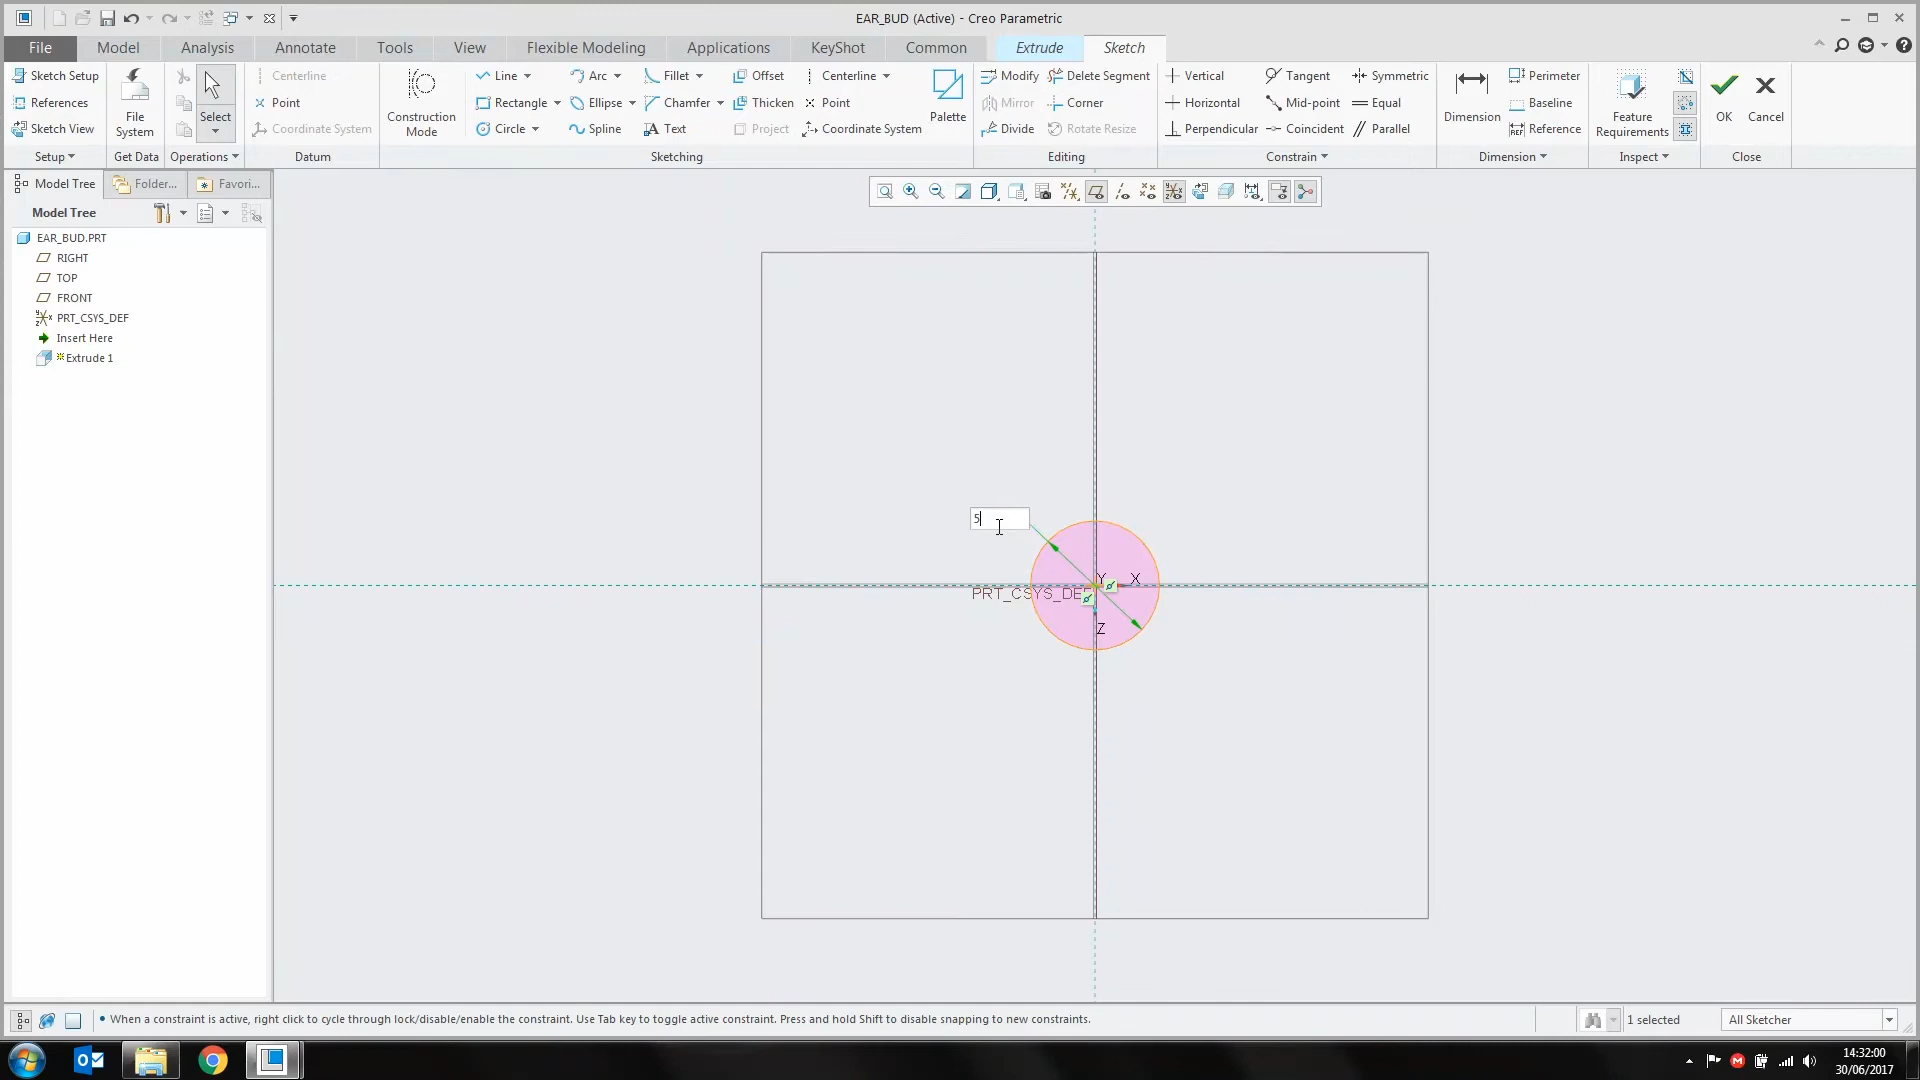 EAR_BUD (Active) - Creo Parametric
File Model Analysis Annotate Tools View Flexible Modeling Applications KeyShot Common Extrude Sketch
Sketch Setup
References
Sketch View
Setup
File System
Get Data
Select
Operations
Centerline
Point
Coordinate System
Datum
Construction Mode
Line Arc Fillet Offset Centerline
Rectangle Ellipse Chamfer Thicken Point
Circle Spline Text Project Coordinate System
Palette
Sketching
Modify Delete Segment
Mirror Corner
Divide Rotate Resize
Editing
Vertical Tangent Symmetric
Horizontal Mid-point Equal
Perpendicular Coincident Parallel
Constrain
Dimension
Perimeter
Baseline
REF Reference
Dimension
Feature Requirements
Inspect
OK Cancel
Close
Model Tree Folder... Favori...
Model Tree
EAR_BUD.PRT
RIGHT
TOP
FRONT
PRT_CSYS_DEF
Insert Here
Extrude 1
5
Y X
PRT_CSYS_DEF
Z
• When a constraint is active, right click to cycle through lock/disable/enable the constraint. Use Tab key to toggle active constraint. Press and hold Shift to disable snapping to new constraints.
1 selected
All Sketcher
14:32:00
30/06/2017